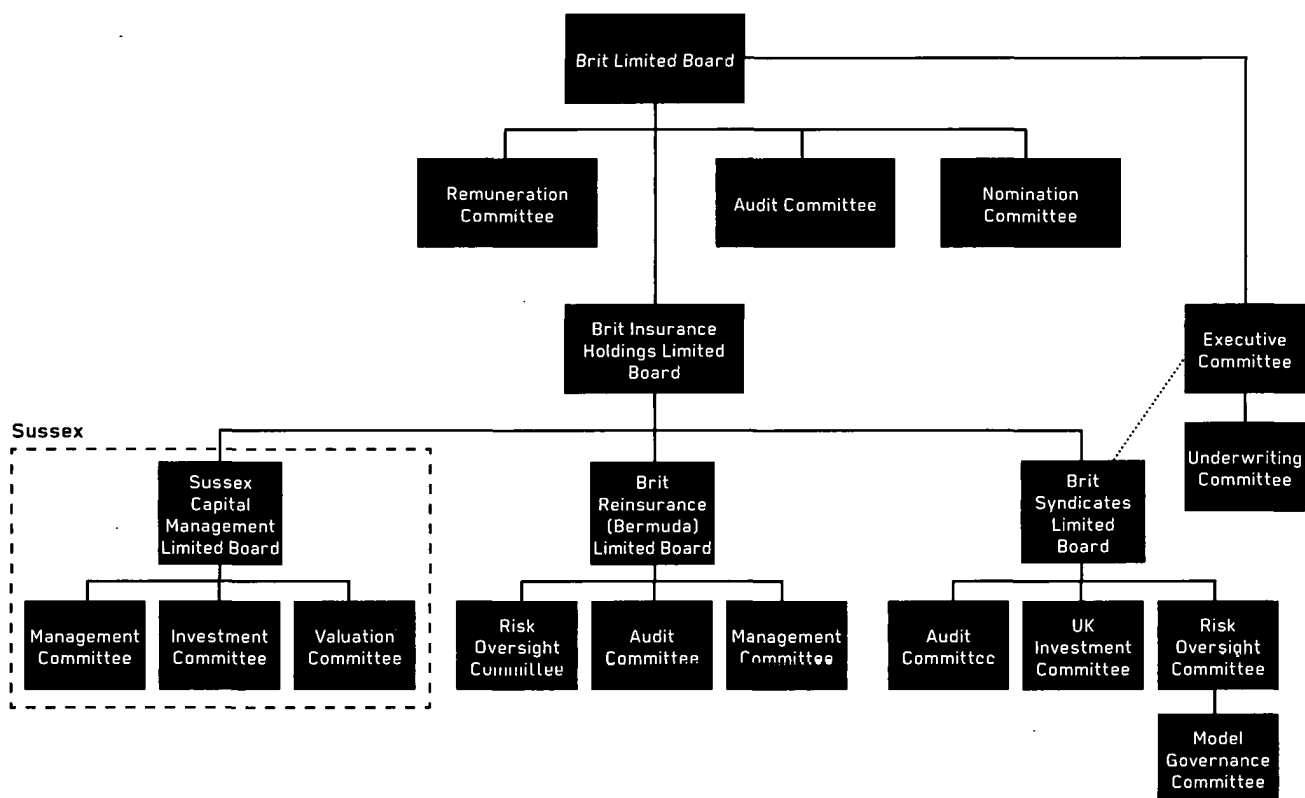 Brit Limited Board
Remuneration
Committee
Audit Committee
Nomination
Committee
Brit Insurance
Holdings Limited
Board
Executive
Committee
Underwriting
Committee
Sussex
Sussex
Capital
Management
Limited Board
Brit
Reinsurance
(Bermuda)
Limited Board
Brit
Syndicates
Limited
Board
Management
Committee
Investment
Committee
Valuation
Committee
Risk
Oversight
Committee
Audit
Committee
Management
Committee
Audit
Committee
UK
Investment
Committee
Risk
Oversight
Committee
Model
Governance
Committee